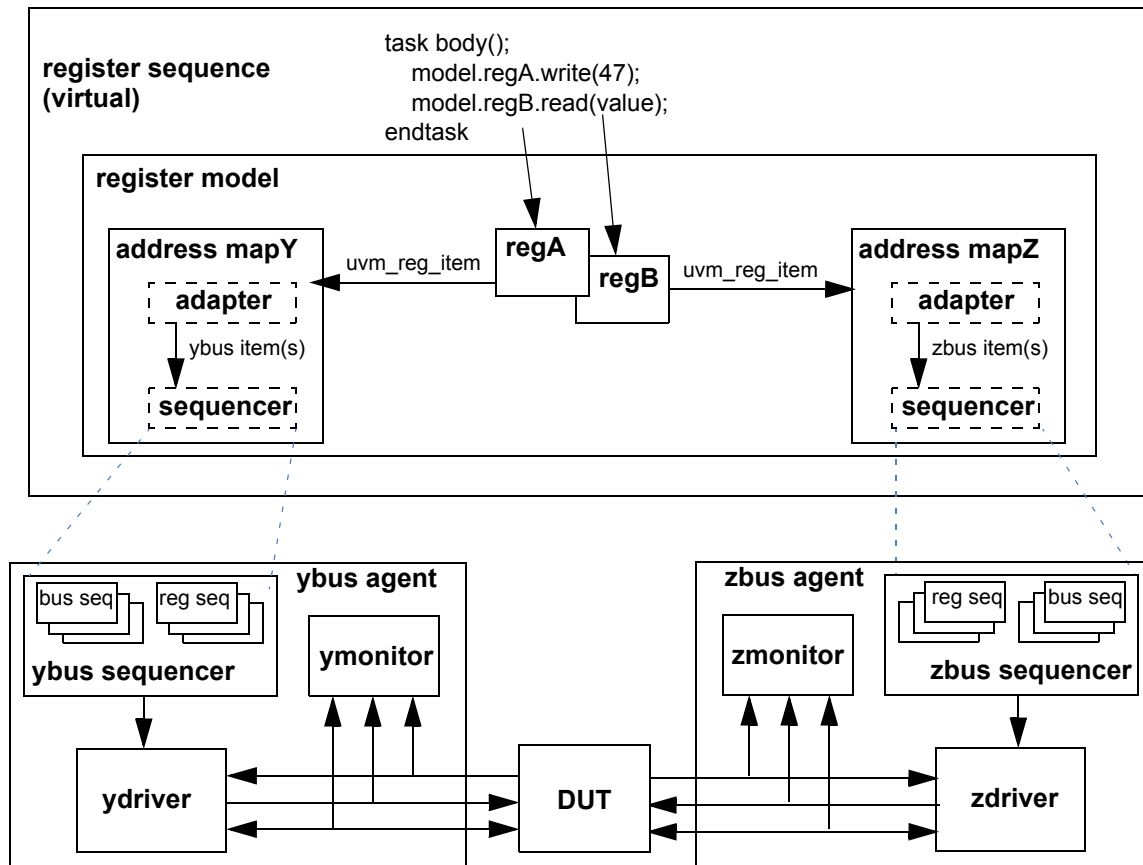 task body();
model.regA.write(47);
model.regB.read(value);
endtask
register sequence
(virtual)
register model
address mapY
regA
regB
address mapZ
uvm_reg_item
uvm_reg_item
adapter
adapter
ybus item(s)
zbus item(s)
sequencer
sequencer
ybus agent
zbus agent
bus seq
reg seq
reg seq
bus seq
ybus sequencer
ymonitor
zmonitor
zbus sequencer
ydriver
DUT
zdriver